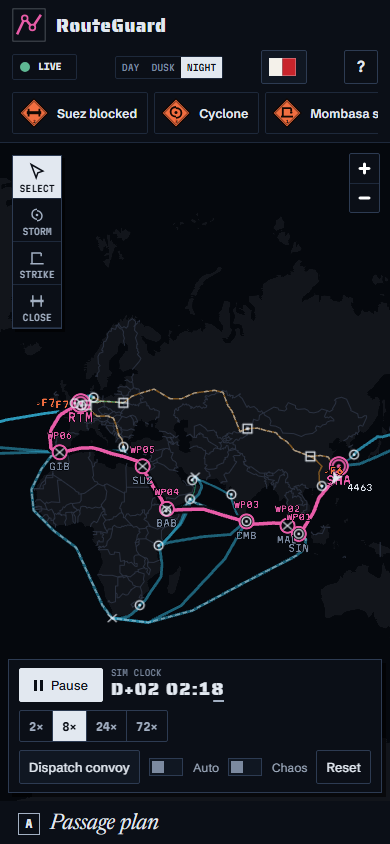 RouteGuard
LIVE
DAY DUSK NIGHT
?
Suez blocked
Cyclone
Mombasa s
SELECT
STORM
STRIKE
CLOSE
+
−
RTM
WP06
GIB
WP05
SUZ
WP04
BAB
WP03
CMB
WP02
WP01
SIN
4463
Pause
SIM CLOCK
D+02 02:18
2× 8× 24× 72×
Dispatch convoy
Auto
Chaos
Reset
A Passage plan